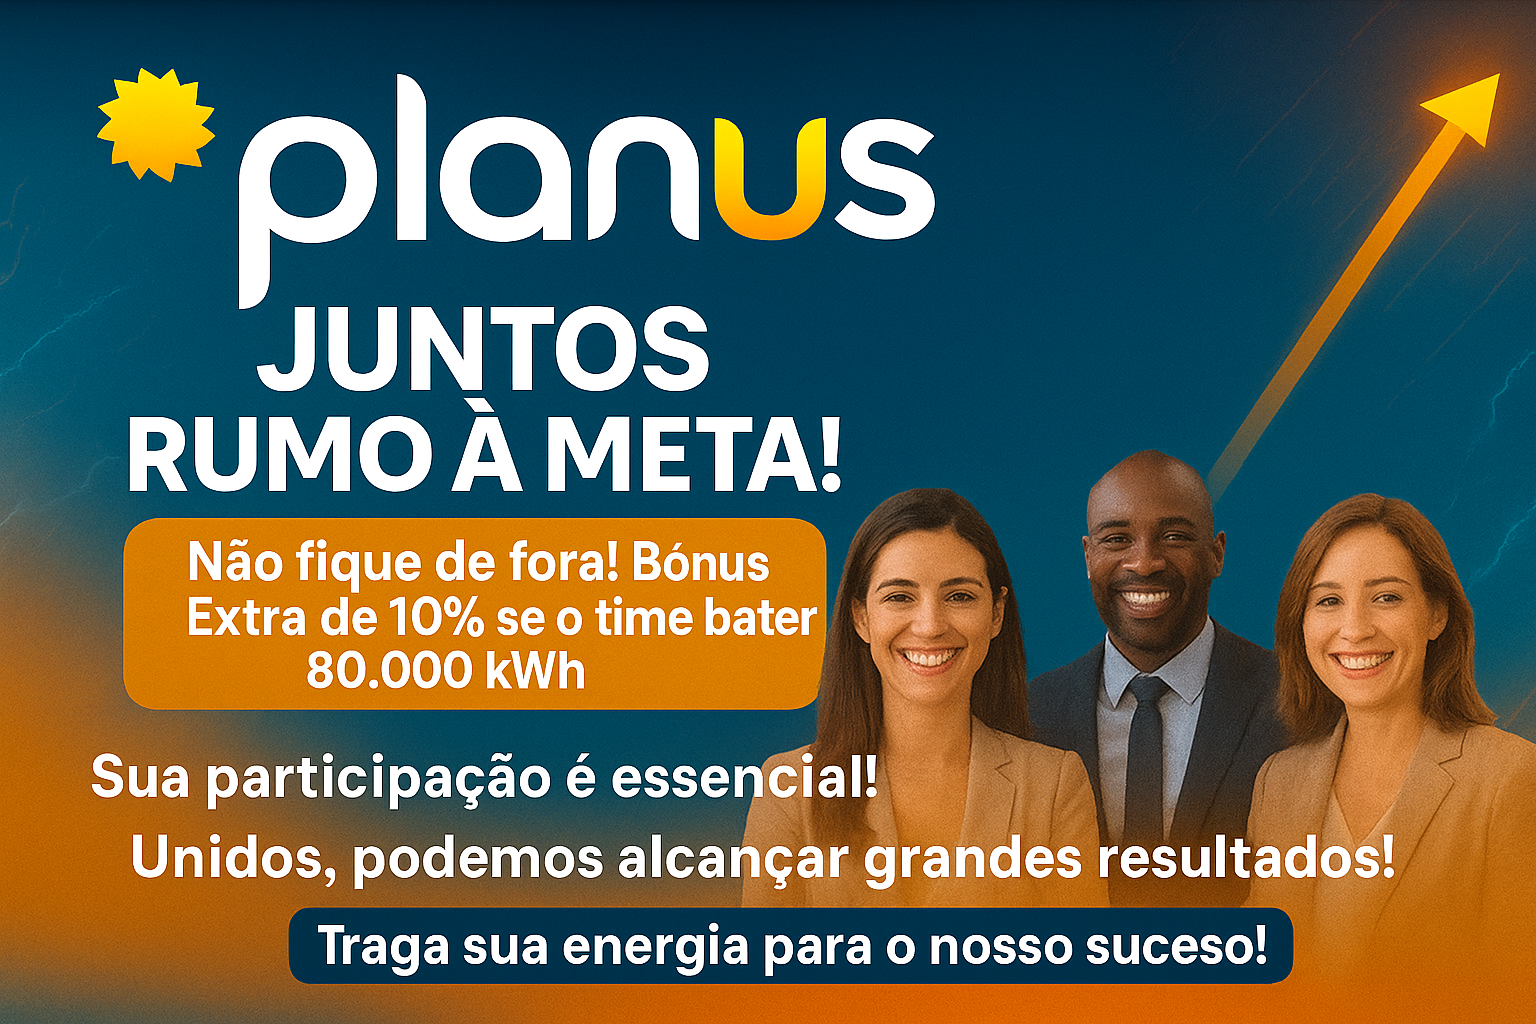 planus
JUNTOS
RUMO À META!
Não fique de fora! Bónus
Extra de 10% se o time bater
80.000 kWh
Sua participação é essencial!
Unidos, podemos alcançar grandes resultados!
Traga sua energia para o nosso suceso!